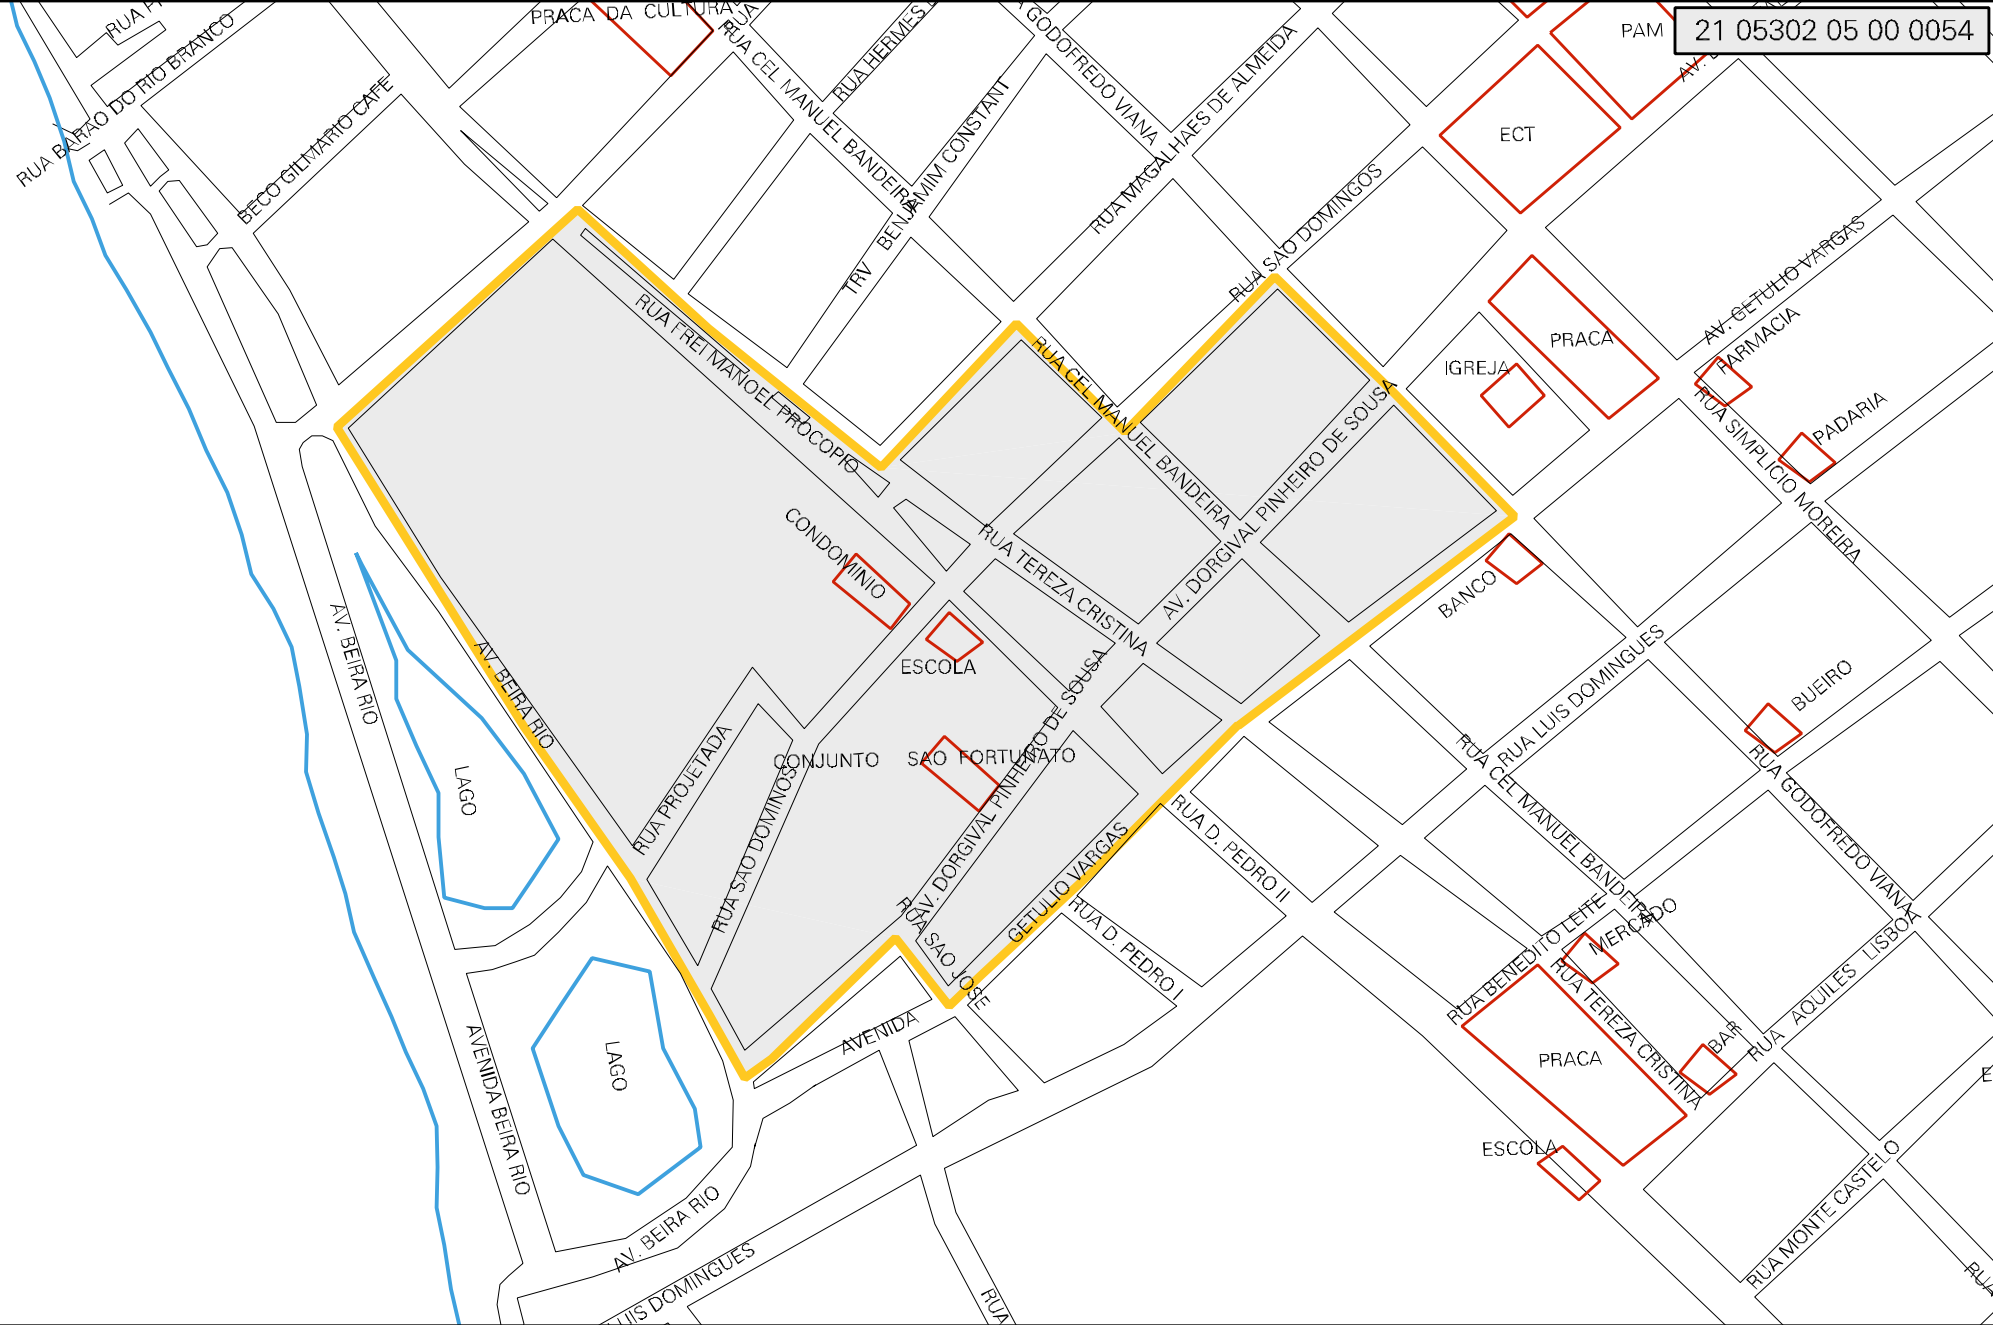 PRACA DA CULTURA
RUA
RUA HERMES
GODOFREDO VIANA
PAM
21 05302 05 00 0054
RUA BARAO DO RIO BRANCO
BECO GILMARIO CAFE
RUA CEL MANUEL BANDEIRA
TRV BENJAMIM CONSTANT
RUA MAGALHAES DE ALMEIDA
RUA SAO DOMINGOS
ECT
AV.
AV. GETULIO VARGAS
FARMACIA
PRACA
IGREJA
PADARIA
RUA SIMPLICIO MOREIRA
RUA FREI MANOEL PROCOPIO
RUA CEL MANUEL BANDEIRA
AV. DORGIVAL PINHEIRO DE SOUSA
CONDOMINIO
RUA TEREZA CRISTINA
BANCO
ESCOLA
AV. BEIRA RIO
AV. BEIRA RIO
RUA LUIS DOMINGUES
BUEIRO
RUA PROJETADA
CONJUNTO SAO FORTUNATO
RUA SAO DOMINOS
AV. DORGIVAL PINHEIRO DE SOUSA
LAGO
GETULIO VARGAS
RUA D. PEDRO II
RUA CEL MANUEL BANDEIRA
RUA GODOFREDO VIANA
RUA SAO JOSE
RUA D. PEDRO I
RUA BENEDITO LEITE
MERCADO
RUA AQUILES LISBOA
RUA TEREZA CRISTINA
BAR
AVENIDA
LAGO
PRACA
AVENIDA BEIRA RIO
ESCOLA
AV. BEIRA RIO
LUIS DOMINGUES
RUA
RUA MONTE CASTELO
RUA